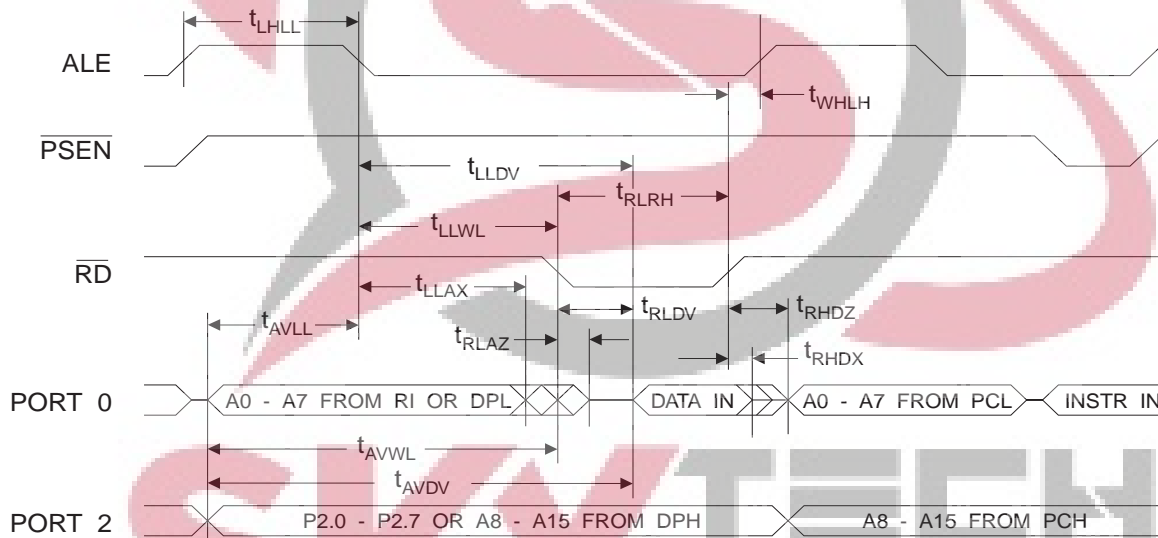 tLHLL
ALE
tWHLH
PSEN
tLLDV
tRLRH
tLLWL
RD
tLLAX
tRLDV
tRHDZ
tAVLL
tRLAZ
tRHDX
PORT 0
A0 - A7 FROM RI OR DPL
DATA IN
A0 - A7 FROM PCL
INSTR IN
tAVWL
tAVDV
PORT 2
P2.0 - P2.7 OR A8 - A15 FROM DPH
A8 - A15 FROM PCH
TECH